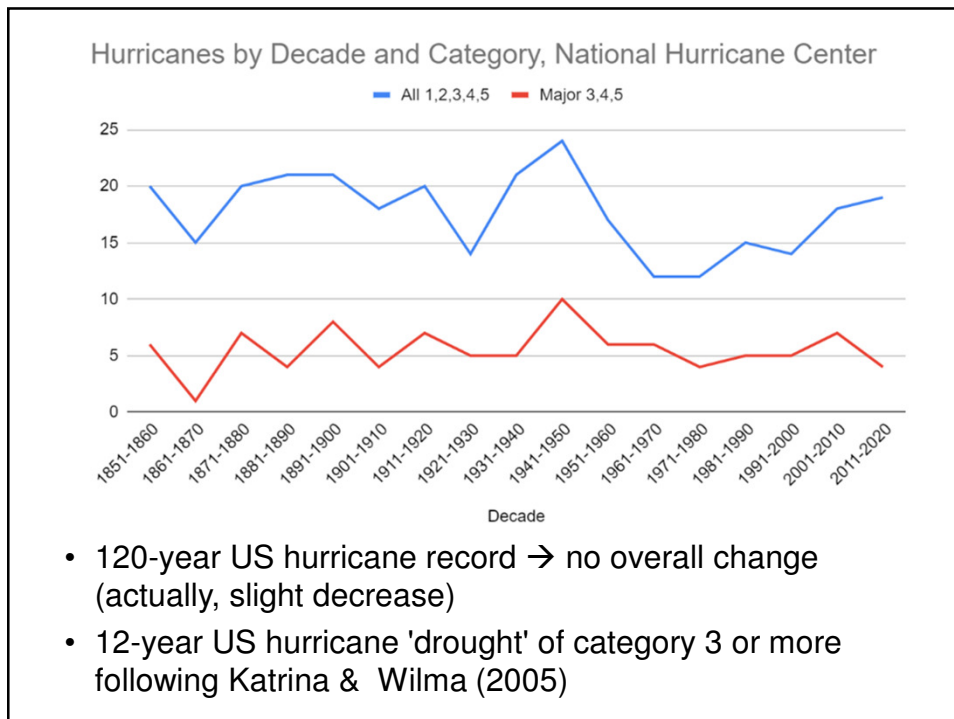 Hurricanes by Decade and Category, National Hurricane Center
All 1,2,3,4,5 Major 3,4,5
25
20
15
10
5
0
1851-1860 1861-1870 1871-1880 1881-1890 1891-1900 1901-1910 1911-1920 1921-1930 1931-1940 1941-1950 1951-1960 1961-1970 1971-1980 1981-1990 1991-2000 2001-2010 2011-2020
Decade
• 120-year US hurricane record → no overall change
(actually, slight decrease)
• 12-year US hurricane 'drought' of category 3 or more
following Katrina & Wilma (2005)